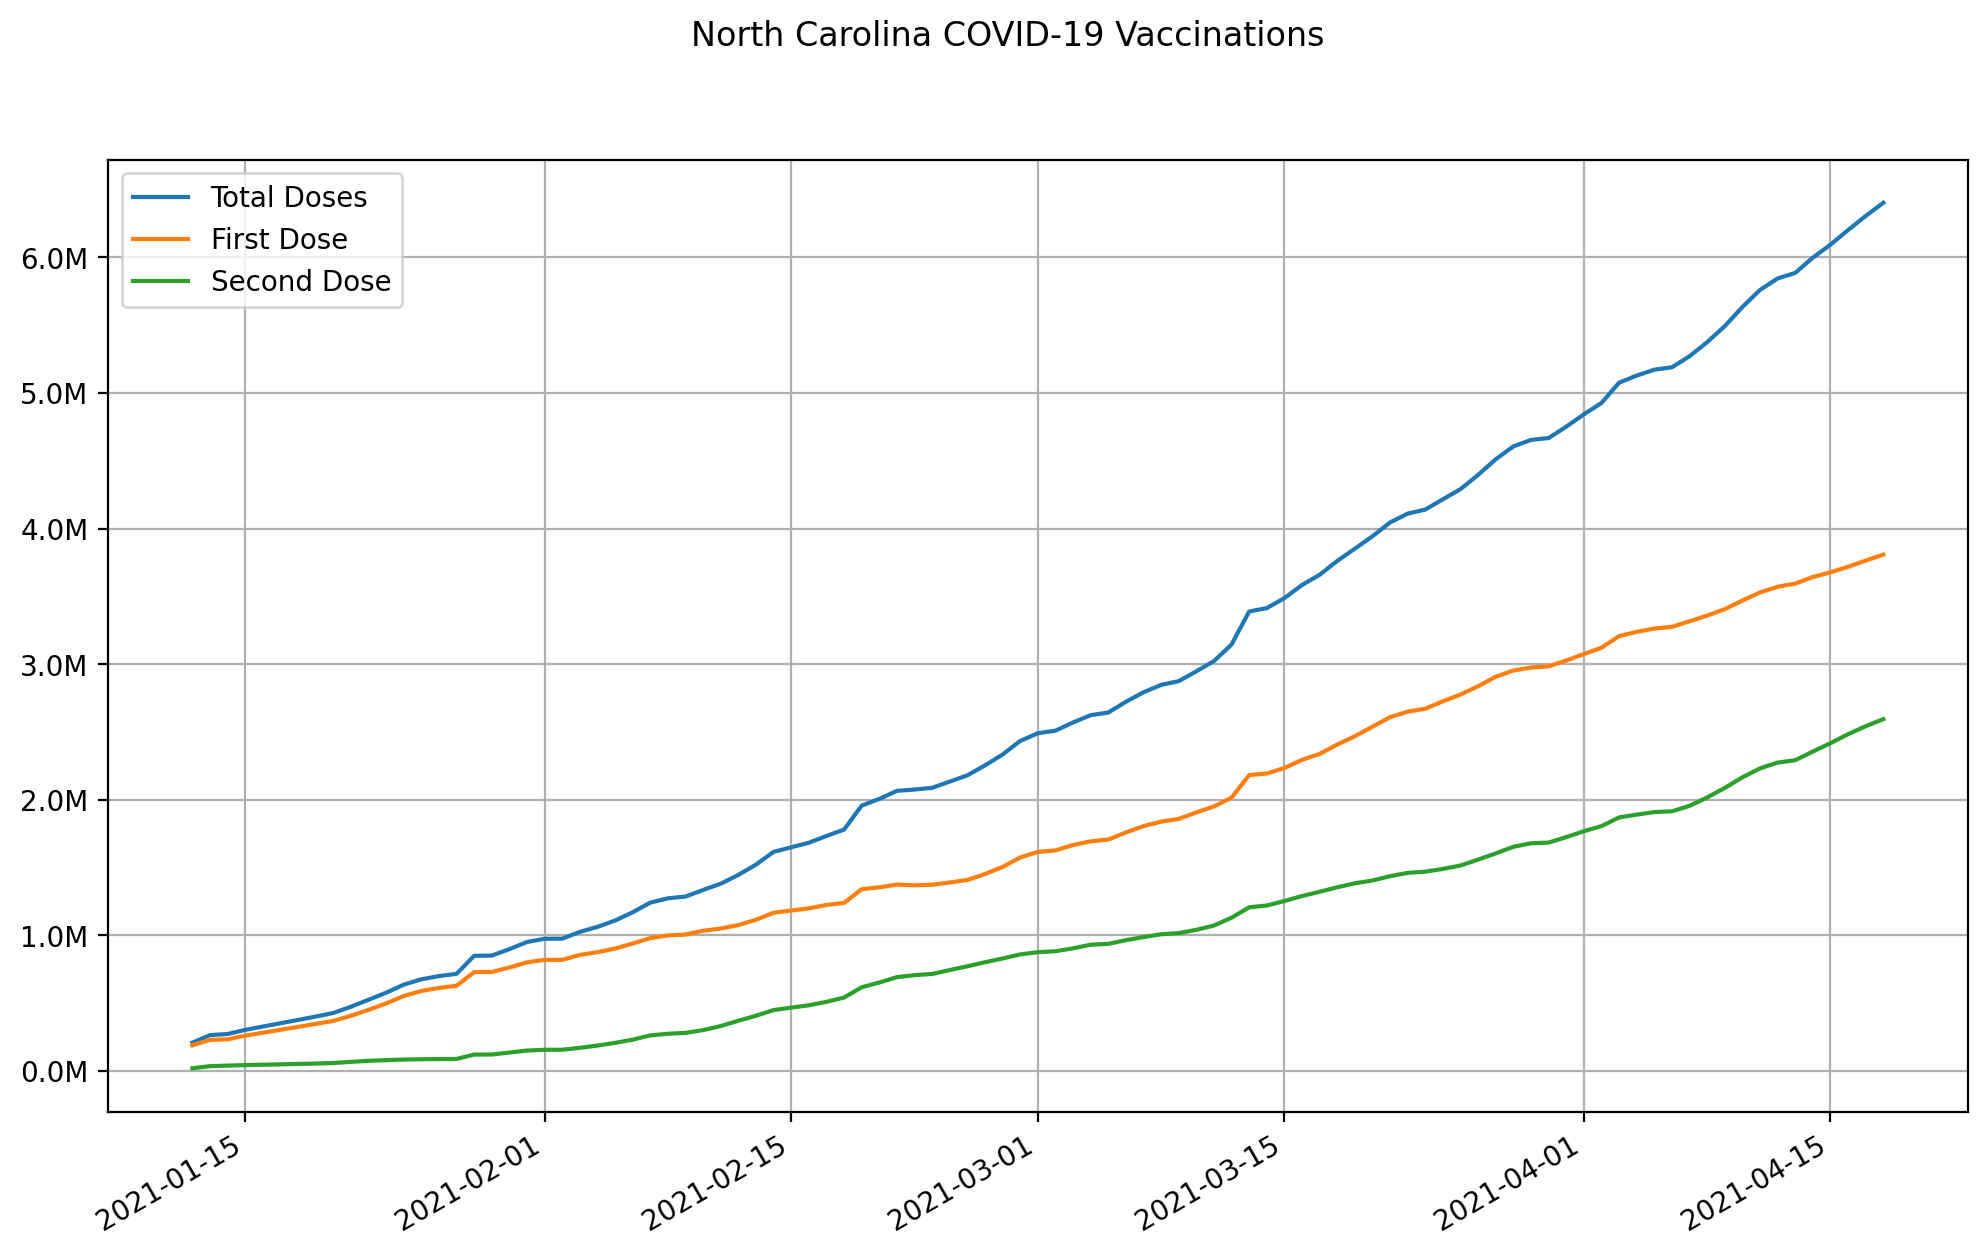 North Carolina COVID-19 Vaccinations
Total Doses
First Dose
Second Dose
6.0M
5.0M
4.0M
3.0M
2.0M
1.0M
0.0M
2021-01-15
2021-02-01
2021-02-15
2021-03-01
2021-03-15
2021-04-01
2021-04-15